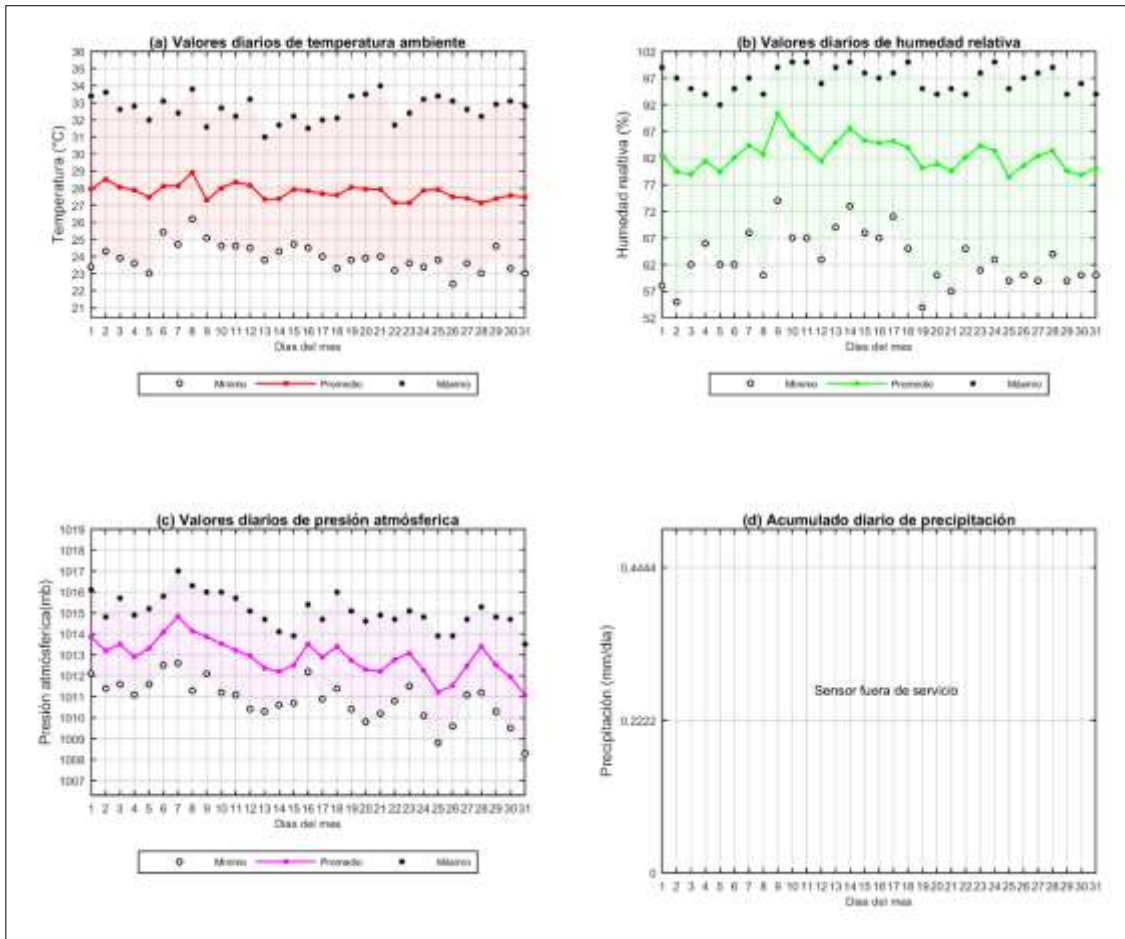 (a) Valores diarios de temperatura ambiente
36
35
34
33
32
31
30
29
28
27
26
25
24
23
22
21
Temperatura (°C)
1 2 3 4 5 6 7 8 9 10 11 12 13 14 15 16 17 18 19 20 21 22 23 24 25 26 27 28 29 30 31
Dias del mes
Mínimo Promedio Máximo
(b) Valores diarios de humedad relativa
102
97
92
87
82
77
72
67
62
57
52
Humedad realtiva (%)
1 2 3 4 5 6 7 8 9 10 11 12 13 14 15 16 17 18 19 20 21 22 23 24 25 26 27 28 29 30 31
Dias del mes
Mínimo Promedio Máximo
(c) Valores diarios de presión atmósferica
1019
1018
1017
1016
1015
1014
1013
1012
1011
1010
1009
1008
1007
Presión atmósferica(mb)
1 2 3 4 5 6 7 8 9 10 11 12 13 14 15 16 17 18 19 20 21 22 23 24 25 26 27 28 29 30 31
Dias del mes
Mínimo Promedio Máximo
(d) Acumulado diario de precipitación
0.4444
0.2222
0
Precipitación (mm/dia)
Sensor fuera de servicio
1 2 3 4 5 6 7 8 9 10 11 12 13 14 15 16 17 18 19 20 21 22 23 24 25 26 27 28 29 30 31
Dias del mes